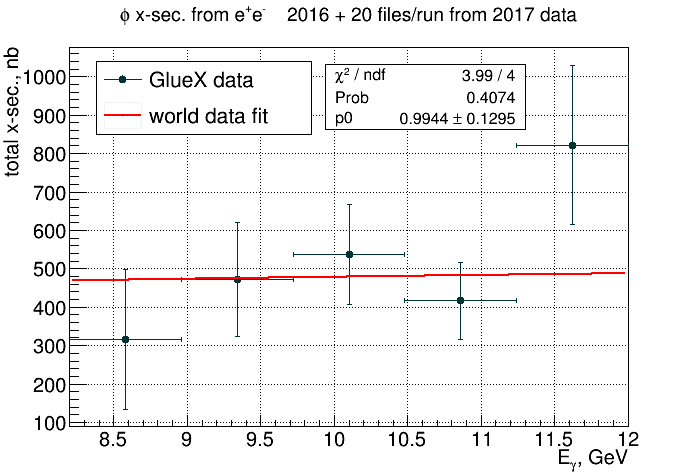 ϕ x-sec. from e⁺e⁻ 2016 + 20 files/run from 2017 data
total x-sec., nb
1000
900
800
700
600
500
400
300
200
100
GlueX data
world data fit
χ² / ndf 3.99 / 4
Prob 0.4074
p0 0.9944 ± 0.1295
8.5 9 9.5 10 10.5 11 11.5 12
Eγ, GeV